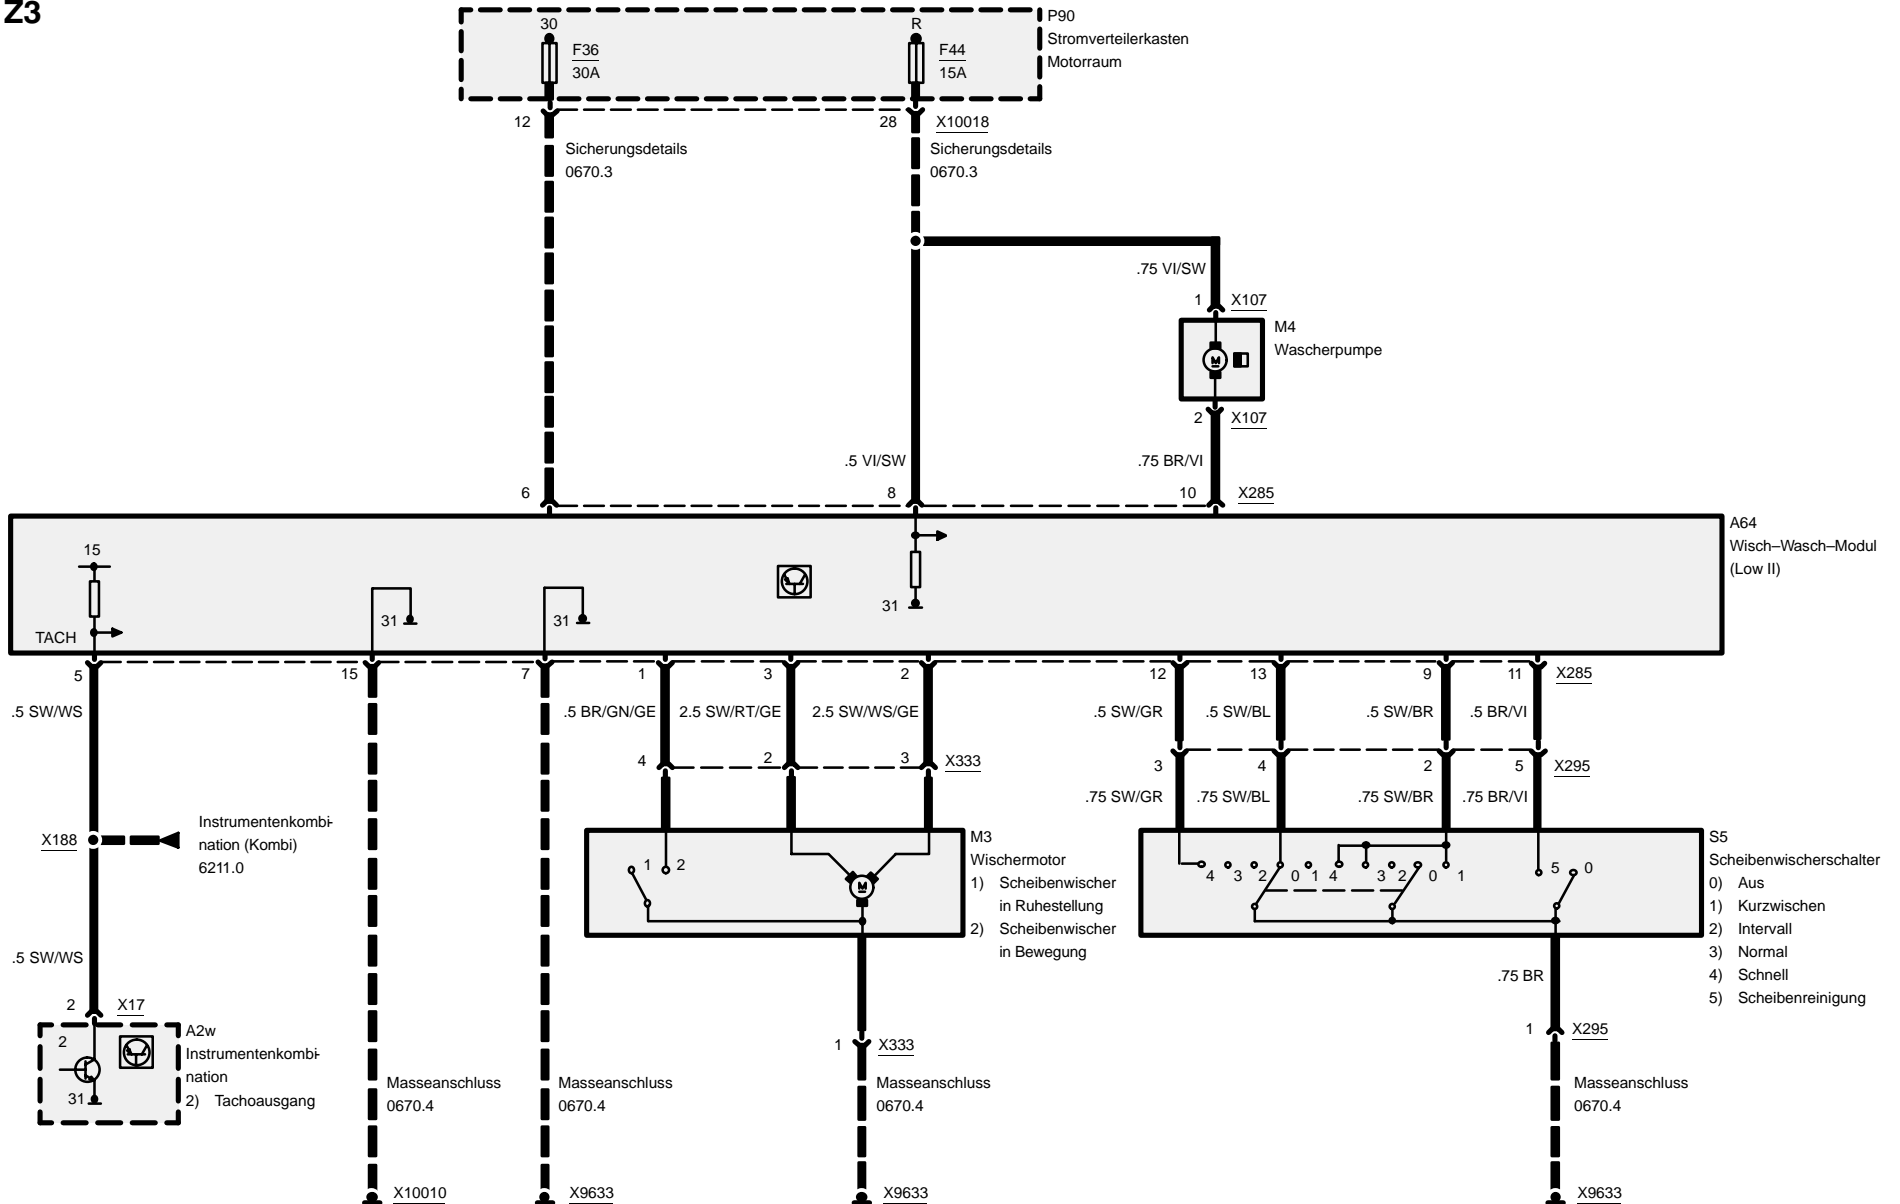 Z3
30
R
P90
Stromverteilerkasten
Motorraum
F36
30A
F44
15A
12
28
X10018
Sicherungsdetails
0670.3
Sicherungsdetails
0670.3
.75 VI/SW
1
X107
M4
Wascherpumpe
M
2
X107
.5 VI/SW
.75 BR/VI
6
8
10
X285
A64
Wisch–Wasch–Modul
(Low II)
15
31
31
31
TACH
5
15
7
1
3
2
12
13
9
11
X285
.5 SW/WS
.5 BR/GN/GE
2.5 SW/RT/GE
2.5 SW/WS/GE
.5 SW/GR
.5 SW/BL
.5 SW/BR
.5 BR/VI
4
2
3
X333
3
4
2
5
X295
.75 SW/GR
.75 SW/BL
.75 SW/BR
.75 BR/VI
X188
Instrumentenkombi-
nation (Kombi)
6211.0
1
2
M
M3
Wischermotor
1) Scheibenwischer
in Ruhestellung
2) Scheibenwischer
in Bewegung
4 3 2 0 1 4 3 2 0 1
5 0
S5
Scheibenwischerschalter
0) Aus
1) Kurzwischen
2) Intervall
3) Normal
4) Schnell
5) Scheibenreinigung
.5 SW/WS
.75 BR
2
X17
A2w
Instrumentenkombi-
nation
2) Tachoausgang
2
31
1
X333
1
X295
Masseanschluss
0670.4
Masseanschluss
0670.4
Masseanschluss
0670.4
Masseanschluss
0670.4
X10010
X9633
X9633
X9633